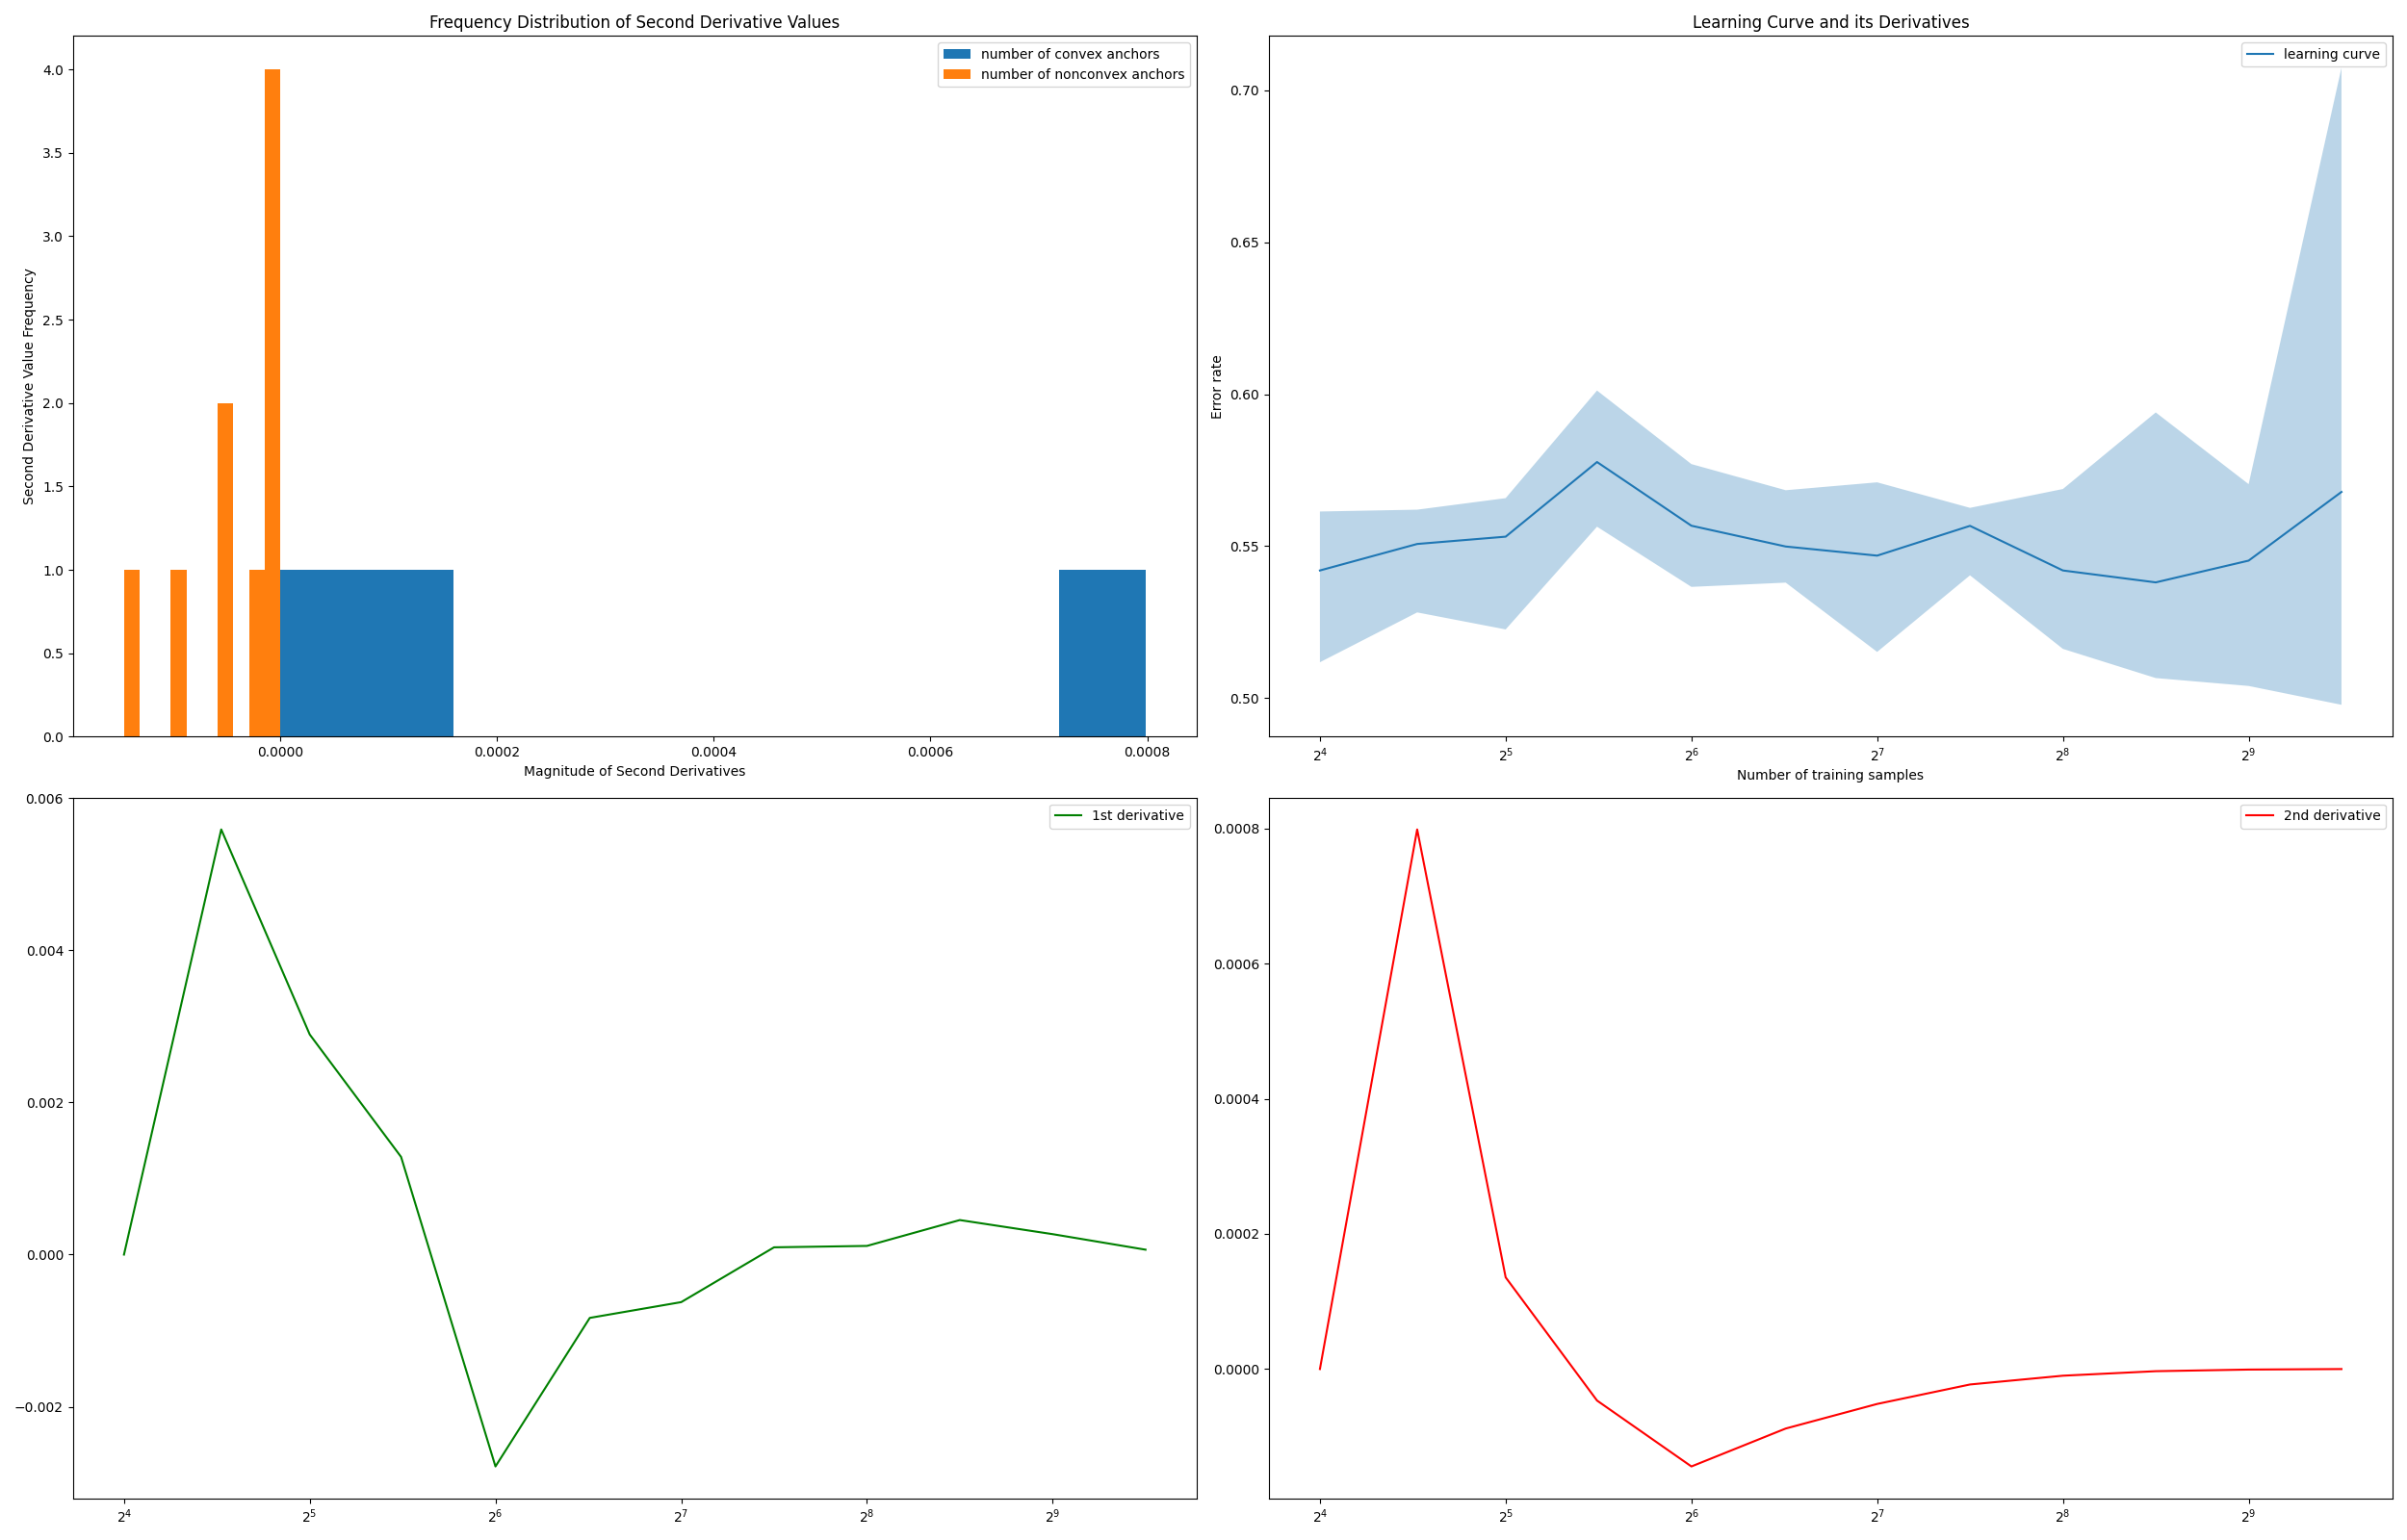 Frequency Distribution of Second Derivative Values
number of convex anchors
number of nonconvex anchors
4.0
3.5
3.0
2.5
2.0
1.5
1.0
0.5
0.0
Second Derivative Value Frequency
0.0000 0.0002 0.0004 0.0006 0.0008
Magnitude of Second Derivatives
Learning Curve and its Derivatives
learning curve
0.70
0.65
0.60
0.55
0.50
Error rate
2⁴ 2⁵ 2⁶ 2⁷ 2⁸ 2⁹
Number of training samples
1st derivative
0.006
0.004
0.002
0.000
−0.002
2⁴ 2⁵ 2⁶ 2⁷ 2⁸ 2⁹
2nd derivative
0.0008
0.0006
0.0004
0.0002
0.0000
2⁴ 2⁵ 2⁶ 2⁷ 2⁸ 2⁹